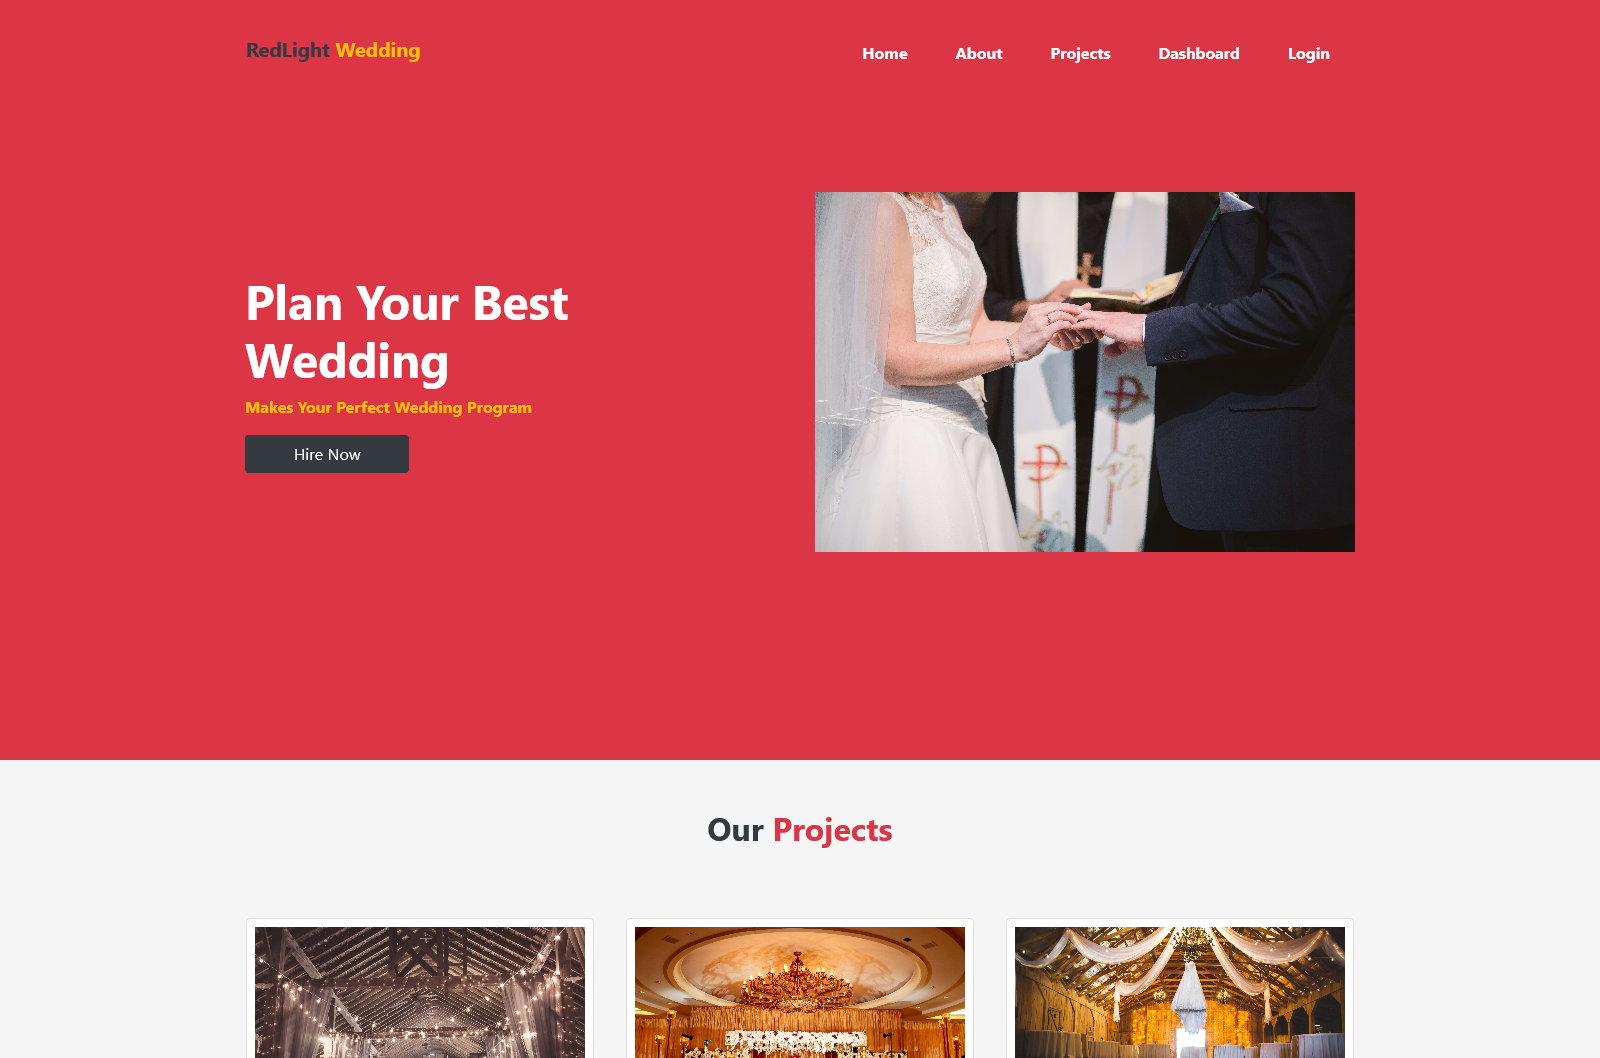 RedLight Wedding
Home About Projects Dashboard Login
Plan Your Best
Wedding
Makes Your Perfect Wedding Program
Hire Now
Our Projects